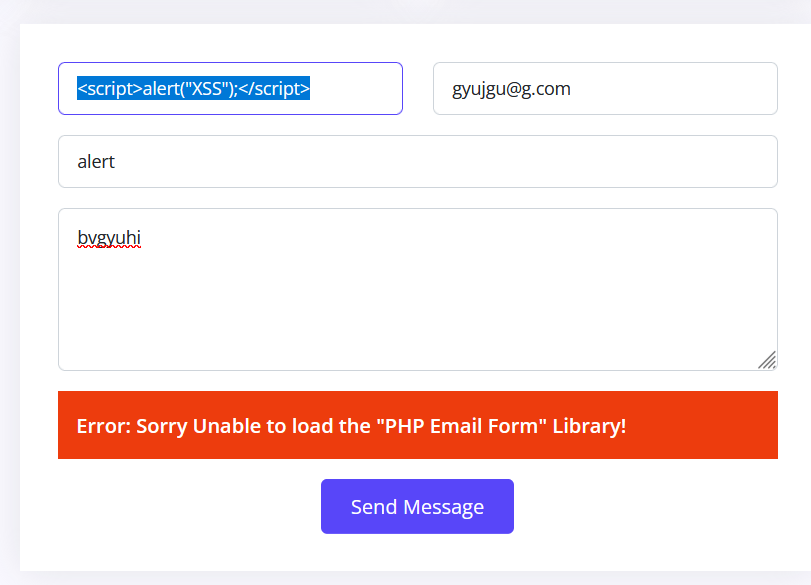 <script>alert("XSS");</script>
gyujgu@g.com
alert
bvgyuhi
Error: Sorry Unable to load the "PHP Email Form" Library!
Send Message